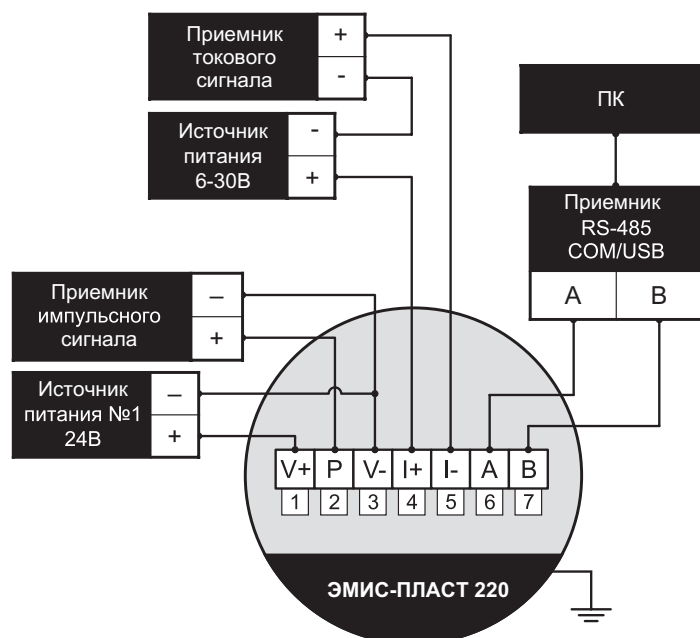 Приемник
токового
сигнала
+
-
Источник
питания
6-30В
-
+
ПК
Приемник
RS-485
COM/USB
A
B
Приемник
импульсного
сигнала
–
+
Источник
питания №1
24В
–
+
V+ P V- I+ I- A B
1 2 3 4 5 6 7
ЭМИС-ПЛАСТ 220